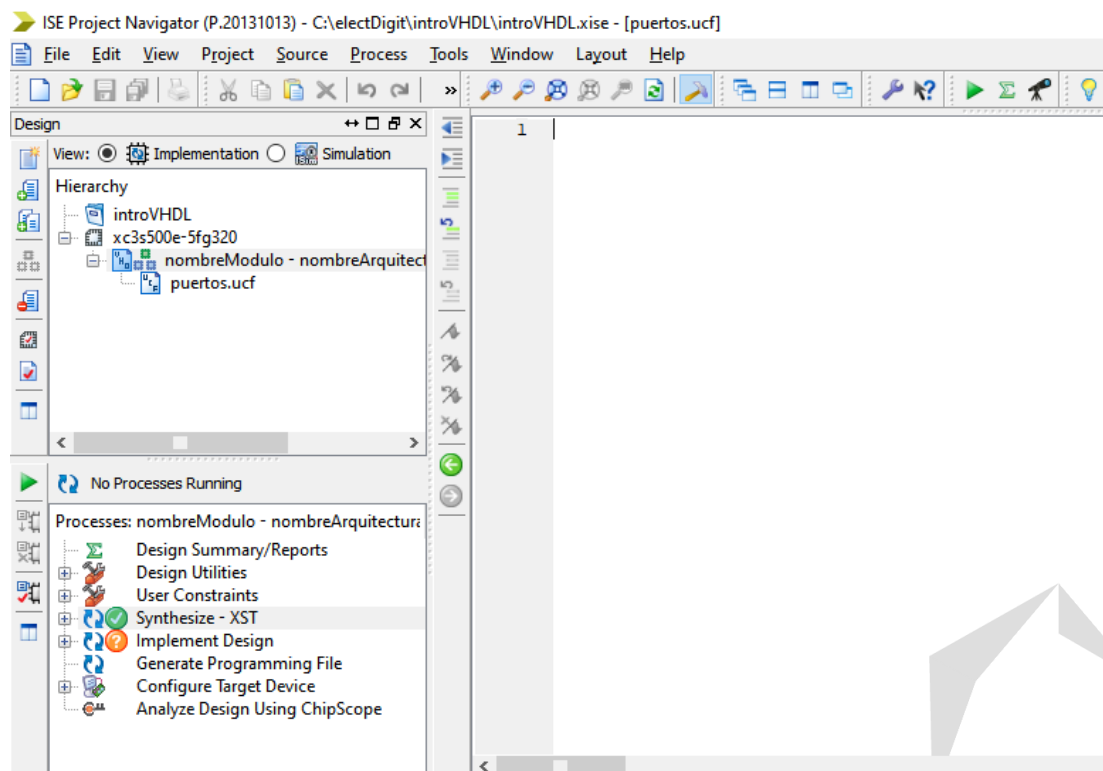 ISE Project Navigator (P.20131013) - C:\electDigit\introVHDL\introVHDL.xise - [puertos.ucf]
File Edit View Project Source Process Tools Window Layout Help
Design
View: Implementation Simulation
Hierarchy
introVHDL
xc3s500e-5fg320
nombreModulo - nombreArquitect
puertos.ucf
No Processes Running
Processes: nombreModulo - nombreArquitectura
Design Summary/Reports
Design Utilities
User Constraints
Synthesize - XST
Implement Design
Generate Programming File
Configure Target Device
Analyze Design Using ChipScope
1